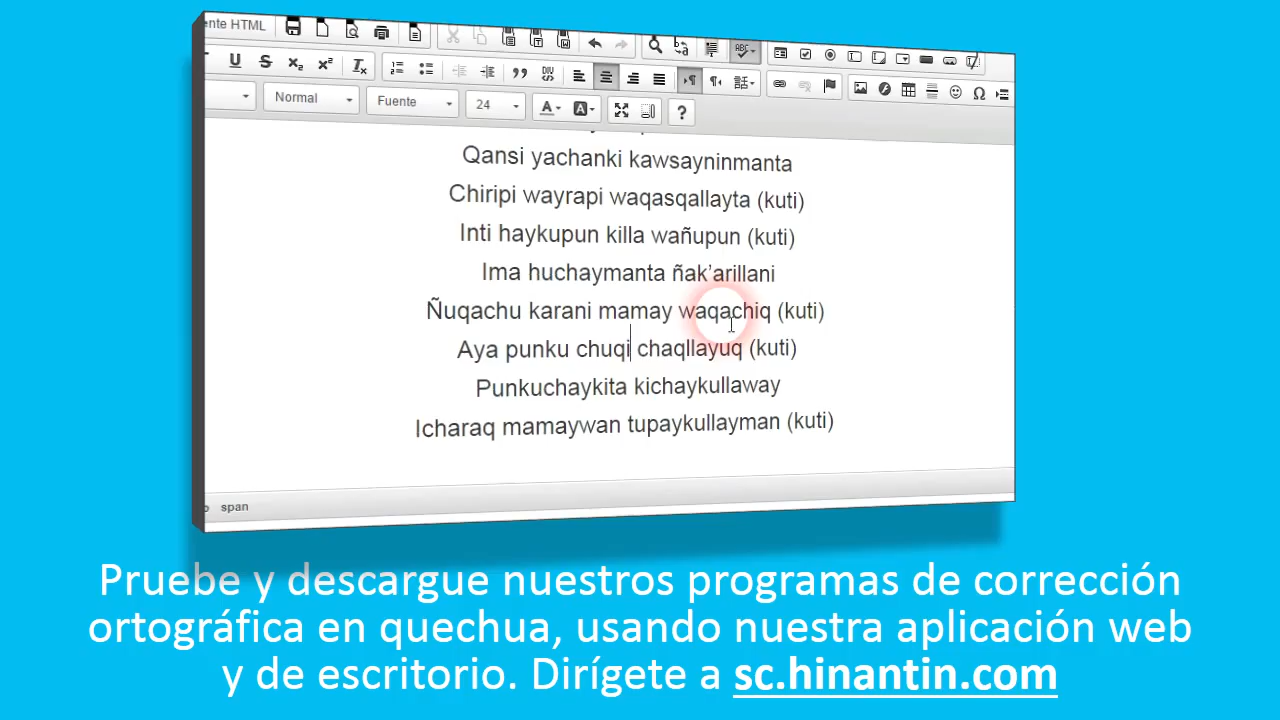 ente HTML
Normal Fuente 24
Qansi yachanki kawsayninmanta
Chiripi wayrapi waqasqallayta (kuti)
Inti haykupun killa wañupun (kuti)
Ima huchaymanta ñak’arillani
Ñuqachu karani mamay waqachiq (kuti)
Aya punku chuqi chaqllayuq (kuti)
Punkuchaykita kichaykullaway
Icharaq mamaywan tupaykullayman (kuti)
span
Pruebe y descargue nuestros programas de corrección
ortográfica en quechua, usando nuestra aplicación web
y de escritorio. Dirígete a sc.hinantin.com